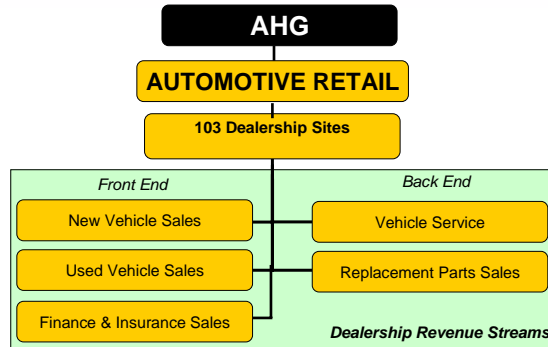 AHG
AUTOMOTIVE RETAIL
103 Dealership Sites
Front End
Back End
New Vehicle Sales
Vehicle Service
Used Vehicle Sales
Replacement Parts Sales
Finance & Insurance Sales
Dealership Revenue Streams